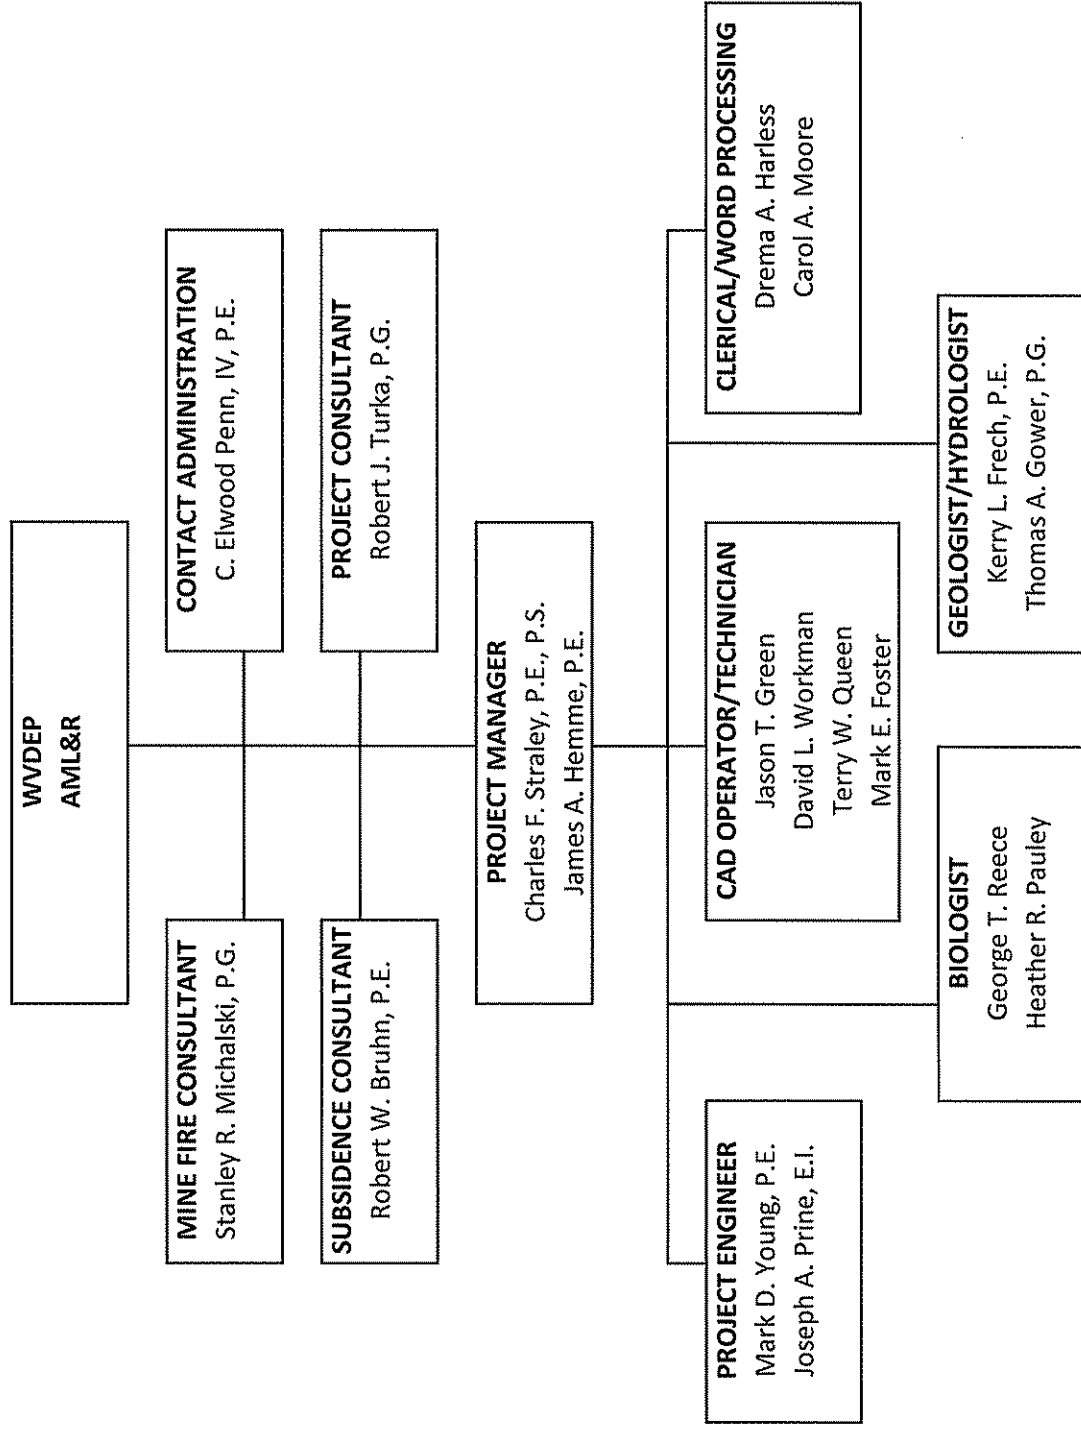 WVDEP
AML&R
MINE FIRE CONSULTANT
Stanley R. Michalski, P.G.
CONTACT ADMINISTRATION
C. Elwood Penn, IV, P.E.
SUBSIDENCE CONSULTANT
Robert W. Bruhn, P.E.
PROJECT CONSULTANT
Robert J. Turka, P.G.
PROJECT MANAGER
Charles F. Straley, P.E., P.S.
James A. Hemme, P.E.
PROJECT ENGINEER
Mark D. Young, P.E.
Joseph A. Prine, E.I.
CAD OPERATOR/TECHNICIAN
Jason T. Green
David L. Workman
Terry W. Queen
Mark E. Foster
CLERICAL/WORD PROCESSING
Drema A. Harless
Carol A. Moore
BIOLOGIST
George T. Reece
Heather R. Pauley
GEOLOGIST/HYDROLOGIST
Kerry L. Frech, P.E.
Thomas A. Gower, P.G.